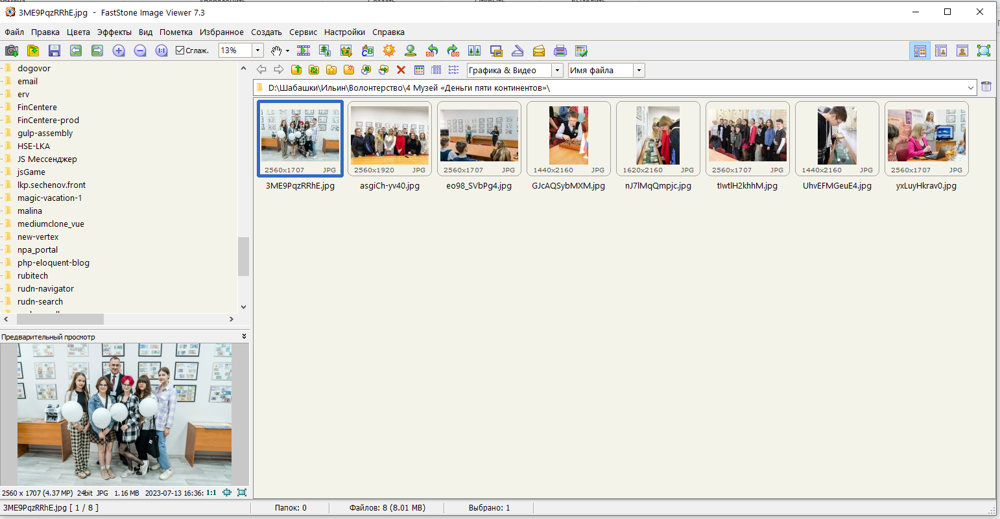 3ME9PqzRRhE.jpg - FastStone Image Viewer 7.3
Файл Правка Цвета Эффекты Вид Пометка Избранное Создать Сервис Настройки Справка
Сглаж. 13%
Графика & Видео Имя файла
D:\Шабашки\Ильин\Волонтерство\4 Музей «Деньги пяти континентов»\
dogovor
email
erv
FinCentere
FinCentere-prod
gulp-assembly
HSE-LKA
JS Мессенджер
jsGame
lkp.sechenov.front
magic-vacation-1
malina
mediumclone_vue
new-vertex
npa_portal
php-eloquent-blog
rubitech
rudn-navigator
rudn-search
2560x1707 JPG
3ME9PqzRRhE.jpg
2560x1920 JPG
asgiCh-yv40.jpg
2560x1707 JPG
eo98_SVbPg4.jpg
1440x2160 JPG
GJcAQSybMXM.jpg
1620x2160 JPG
nJ7lMqQmpjc.jpg
2560x1707 JPG
tIwtlH2khhM.jpg
1440x2160 JPG
UhvEFMGeuE4.jpg
2560x1707 JPG
yxLuyHkrav0.jpg
Предварительный просмотр
2560 x 1707 (4.37 MP) 24bit JPG 1.16 MB 2023-07-13 16:36: 1:1
3ME9PqzRRhE.jpg [ 1 / 8 ] Папок: 0 Файлов: 8 (8.01 MB) Выбрано: 1